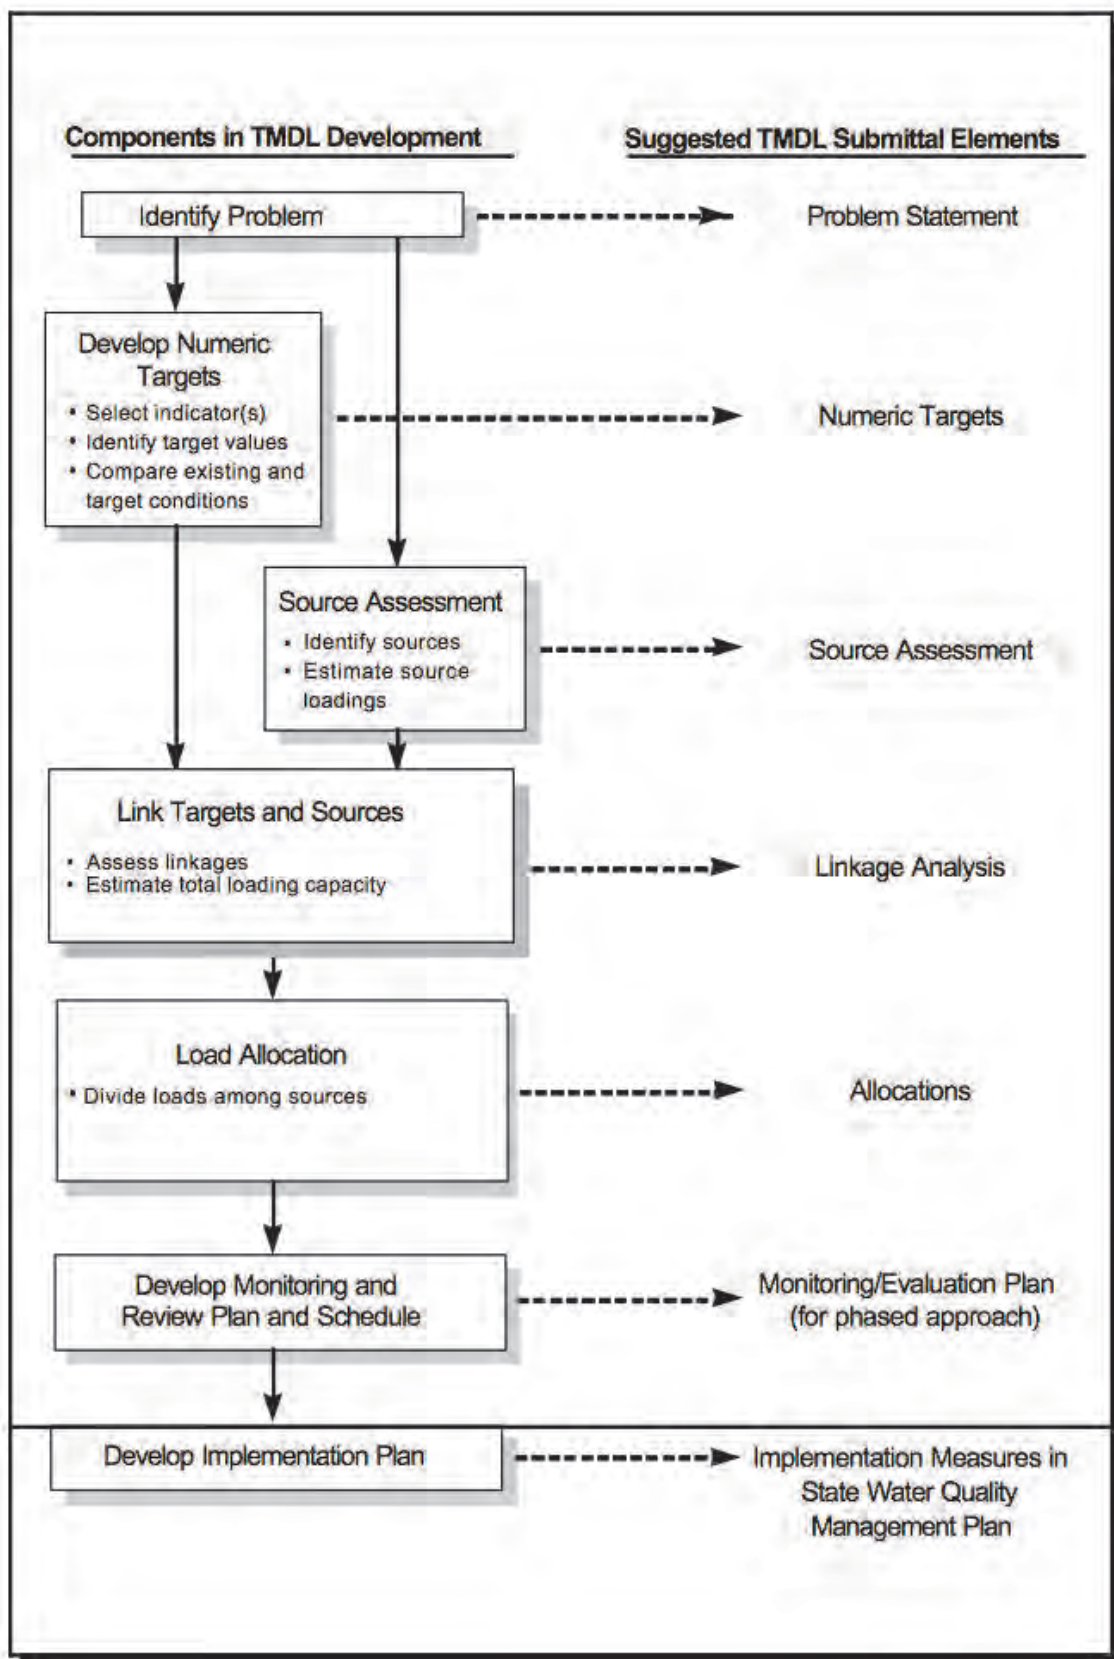 Components in TMDL Development
Suggested TMDL Submittal Elements
Identify Problem
Problem Statement
Develop Numeric
Targets
• Select indicator(s)
• Identify target values
• Compare existing and
target conditions
Numeric Targets
Source Assessment
• Identify sources
• Estimate source
loadings
Source Assessment
Link Targets and Sources
• Assess linkages
• Estimate total loading capacity
Linkage Analysis
Load Allocation
• Divide loads among sources
Allocations
Develop Monitoring and
Review Plan and Schedule
Monitoring/Evaluation Plan
(for phased approach)
Develop Implementation Plan
Implementation Measures in
State Water Quality
Management Plan